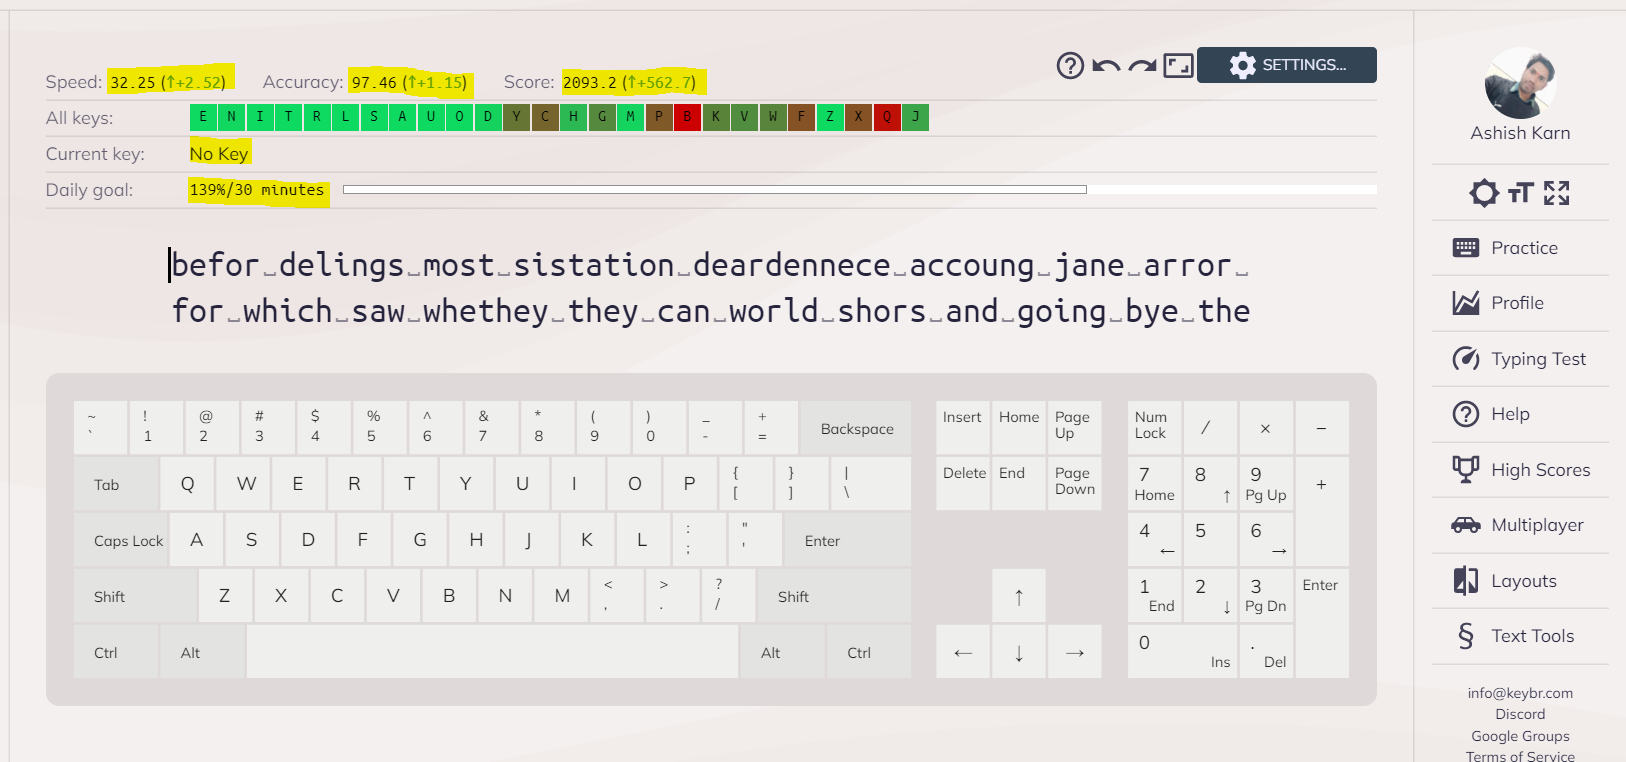 Speed: 32.25 (↑+2.52) Accuracy: 97.46 (↑+1.15) Score: 2093.2 (↑+562.7)
SETTINGS...
All keys: E N I T R L S A U O D Y C H G M P B K V W F Z X Q J
Current key: No Key
Daily goal: 139%/30 minutes
befor␣delings␣most␣sistation␣deardennece␣accoung␣jane␣arror␣
for␣which␣saw␣whethey␣they␣can␣world␣shors␣and␣going␣bye␣the
~ ! @ # $ % ^ & * ( ) _ +
` 1 2 3 4 5 6 7 8 9 0 - = Backspace
Tab Q W E R T Y U I O P { [ } ] | \
Caps Lock A S D F G H J K L : ; " ' Enter
Shift Z X C V B N M < , > . ? / Shift
Ctrl Alt Alt Ctrl
Insert Home Page Up
Delete End Page Down
↑
← ↓ →
Num Lock / × −
7 Home 8 ↑ 9 Pg Up +
4 ← 5 6 →
1 End 2 ↓ 3 Pg Dn Enter
0 Ins . Del
Ashish Karn
Practice
Profile
Typing Test
Help
High Scores
Multiplayer
Layouts
§ Text Tools
info@keybr.com
Discord
Google Groups
Terms of Service